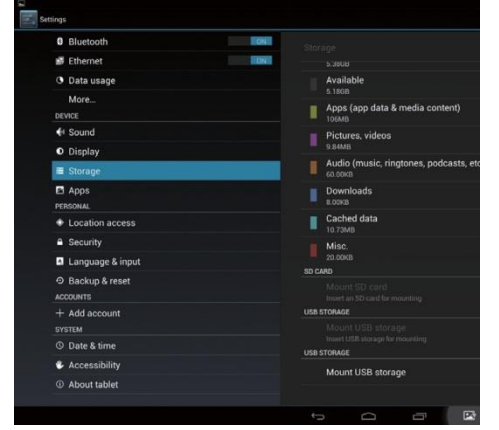 Settings
Bluetooth ON
Ethernet ON
Data usage
More...
DEVICE
Sound
Display
Storage
Apps
PERSONAL
Location access
Security
Language & input
Backup & reset
ACCOUNTS
Add account
SYSTEM
Date & time
Accessibility
About tablet
Storage
5.38GB
Available
5.18GB
Apps (app data & media content)
106MB
Pictures, videos
9.84MB
Audio (music, ringtones, podcasts, etc
60.00KB
Downloads
8.00KB
Cached data
10.73MB
Misc.
20.00KB
SD CARD
Mount SD card
Insert an SD card for mounting
USB STORAGE
Mount USB storage
Insert USB storage for mounting
USB STORAGE
Mount USB storage